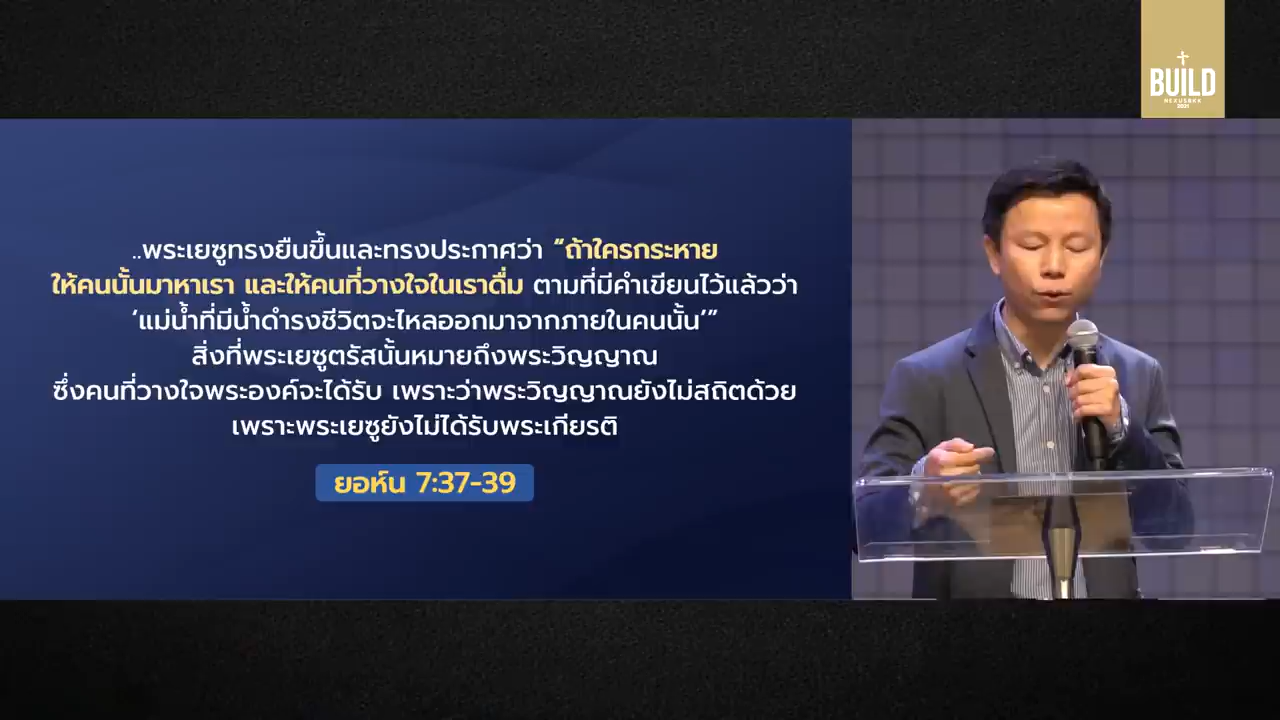 BUILD
NEXUSBKK
2021
..พระเยซูทรงยืนขึ้นและทรงประกาศว่า “ถ้าใครกระหาย
ให้คนนั้นมาหาเรา และให้คนที่วางใจในเราดื่ม ตามที่มีคำเขียนไว้แล้วว่า
‘แม่น้ำที่มีน้ำดำรงชีวิตจะไหลออกมาจากภายในคนนั้น’”
สิ่งที่พระเยซูตรัสนั้นหมายถึงพระวิญญาณ
ซึ่งคนที่วางใจพระองค์จะได้รับ เพราะว่าพระวิญญาณยังไม่สถิตด้วย
เพราะพระเยซูยังไม่ได้รับพระเกียรติ
ยอห์น 7:37-39